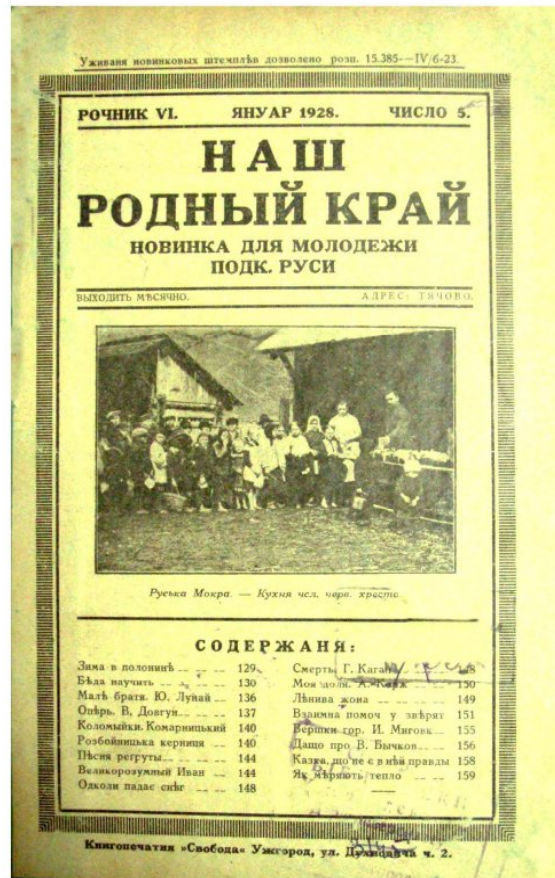 Уживаня новинковых штемплѣв дозволено розп. 15.385--IV/6-23.
РОЧНИК VI. ЯНУАР 1928. ЧИСЛО 5.
НАШ
РОДНЫЙ КРАЙ
НОВИНКА ДЛЯ МОЛОДЕЖИ
ПОДК. РУСИ
ВЫХОДИТЬ МѢСЯЧНО. АДРЕС: ТЯЧОВО.
Руська Мокра. — Кухня чсл. черв. хреста
СОДЕРЖАНЯ:
Зима в полонинѣ 129
Бѣда научить 130
Малѣ братя. Ю. Лунай 136
Опѣрь. В, Довгун 137
Коломыйки. Комарницький 140
Розбойницька керниця 140
Пѣсня регруты 144
Великорозумный Иван 144
Одколи падає снѣг 148
Смерть. Г. Каган
Моя доля. А. 150
Лѣнива жона 149
Взаимна помоч у звѣрят 151
Вершки гор. И. Миговк 155
Дащо про В. Бычков 156
Казка, що не є в нѣй правды 158
Як мѣряють тепло 159
Книгопечатня »Свобода« Ужгород, ул. Духновича ч. 2.